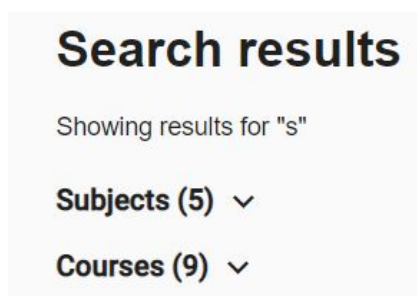 Search results
Showing results for "s"
Subjects (5)
Courses (9)